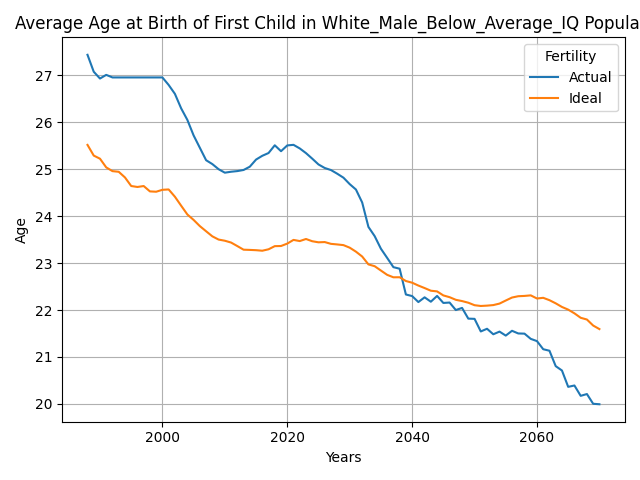 Average Age at Birth of First Child in White_Male_Below_Average_IQ Popula
Fertility
Actual
Ideal
Age
27
26
25
24
23
22
21
20
2000 2020 2040 2060
Years